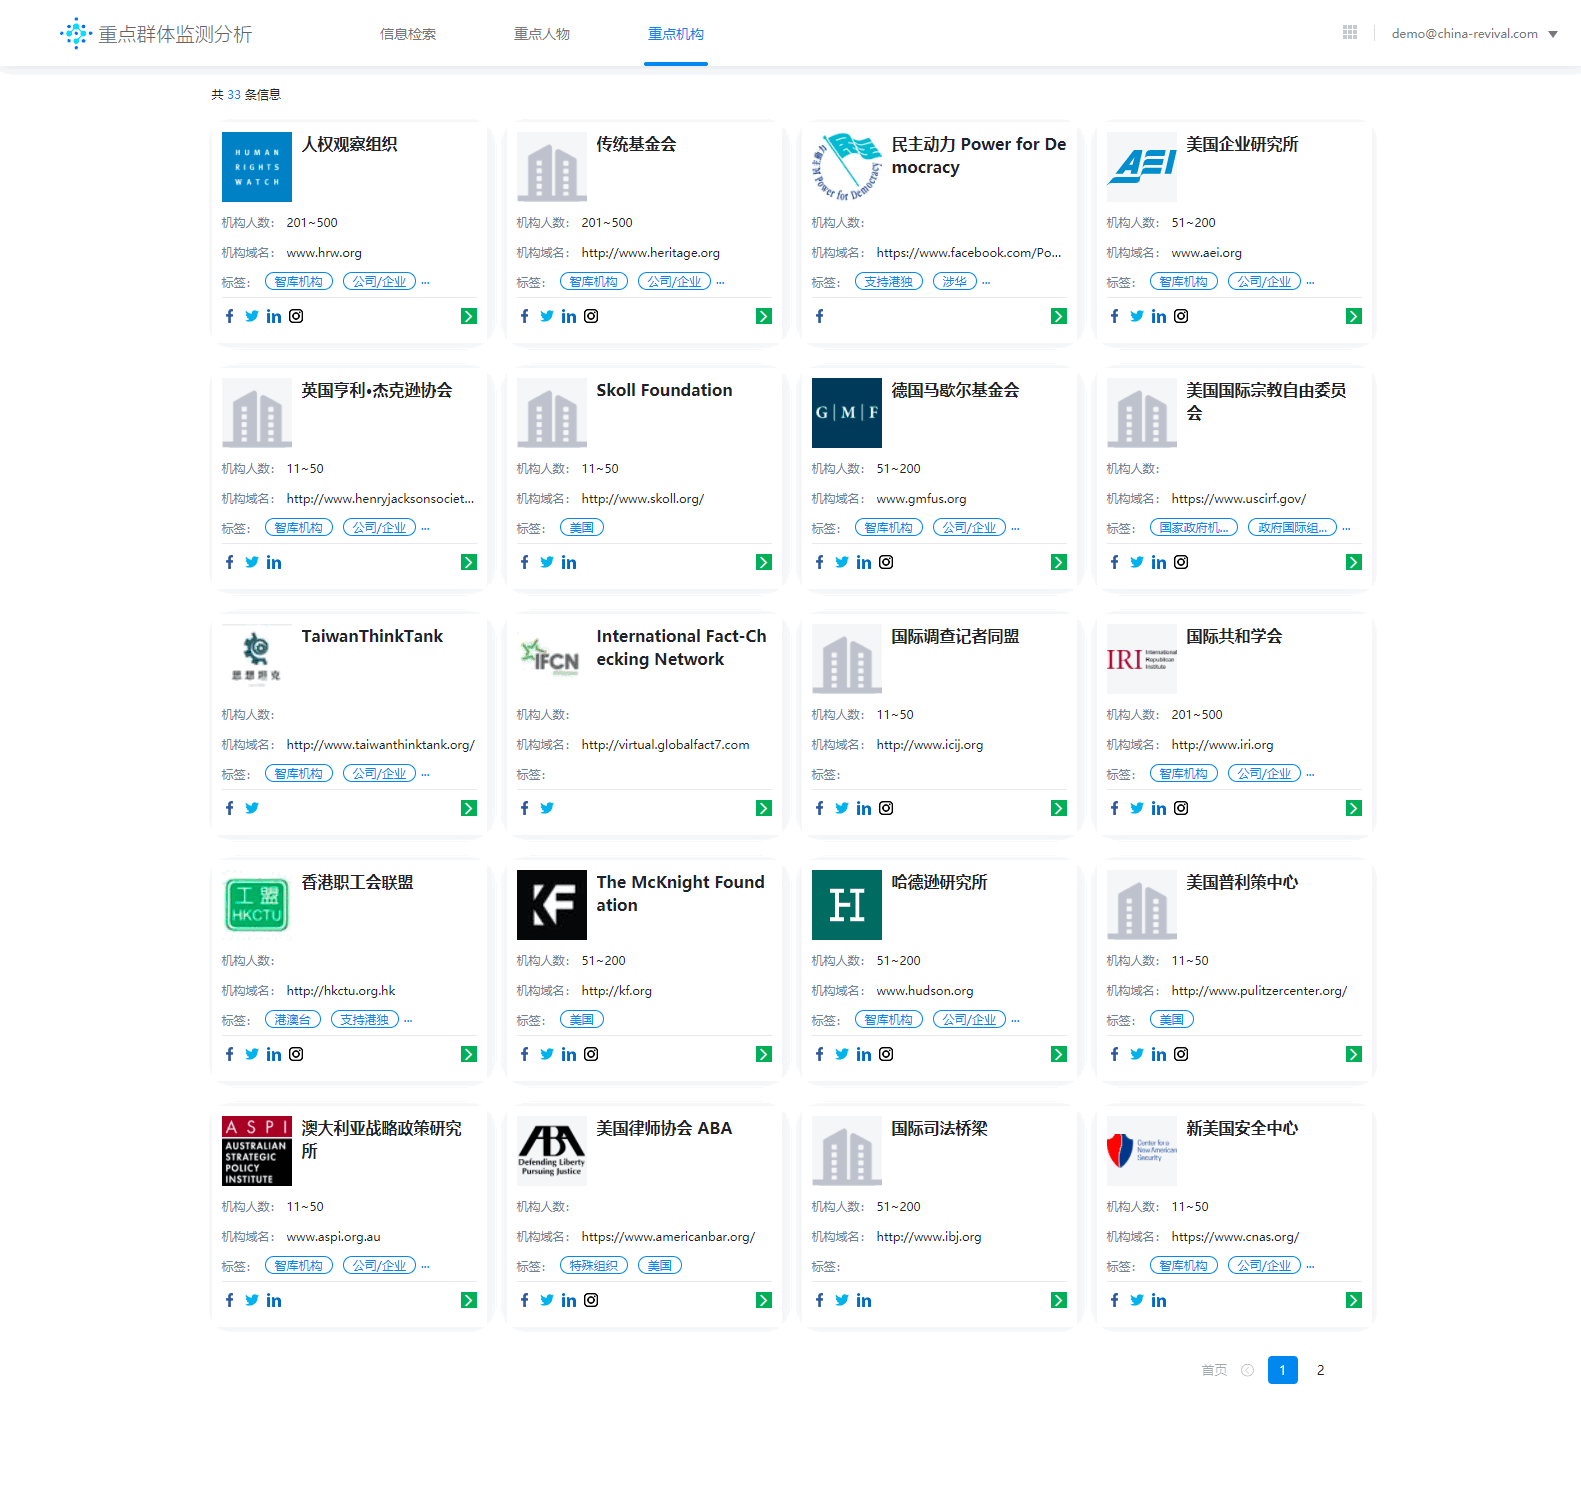 重点群体监测分析 信息检索 重点人物 重点机构 demo@china-revival.com
共 33 条信息
HUMAN
RIGHTS
WATCH
人权观察组织
机构人数： 201~500
机构域名： www.hrw.org
标签： 智库机构 公司/企业 ...
传统基金会
机构人数： 201~500
机构域名： http://www.heritage.org
标签： 智库机构 公司/企业 ...
民主動力 Power for Democracy
民主动力 Power for De
mocracy
机构人数：
机构域名： https://www.facebook.com/Po...
标签： 支持港独 涉华 ...
AEI
美国企业研究所
机构人数： 51~200
机构域名： www.aei.org
标签： 智库机构 公司/企业 ...
英国亨利•杰克逊协会
机构人数： 11~50
机构域名： http://www.henryjacksonsociet...
标签： 智库机构 公司/企业 ...
Skoll Foundation
机构人数： 11~50
机构域名： http://www.skoll.org/
标签： 美国
G|M|F
德国马歇尔基金会
机构人数： 51~200
机构域名： www.gmfus.org
标签： 智库机构 公司/企业 ...
美国国际宗教自由委员
会
机构人数：
机构域名： https://www.uscirf.gov/
标签： 国家政府机... 政府国际组... ...
思想坦克
TaiwanThinkTank
机构人数：
机构域名： http://www.taiwanthinktank.org/
标签： 智库机构 公司/企业 ...
IFCN
International Fact-Ch
ecking Network
机构人数：
机构域名： http://virtual.globalfact7.com
标签：
国际调查记者同盟
机构人数： 11~50
机构域名： http://www.icij.org
标签：
IRI International
Republican
Institute
国际共和学会
机构人数： 201~500
机构域名： http://www.iri.org
标签： 智库机构 公司/企业 ...
工盟
HKCTU
香港职工会联盟
机构人数：
机构域名： http://hkctu.org.hk
标签： 港澳台 支持港独 ...
KF
The McKnight Found
ation
机构人数： 51~200
机构域名： http://kf.org
标签： 美国
H
哈德逊研究所
机构人数： 51~200
机构域名： www.hudson.org
标签： 智库机构 公司/企业 ...
美国普利策中心
机构人数： 11~50
机构域名： http://www.pulitzercenter.org/
标签： 美国
ASPI
AUSTRALIAN
STRATEGIC
POLICY
INSTITUTE
澳大利亚战略政策研究
所
机构人数： 11~50
机构域名： www.aspi.org.au
标签： 智库机构 公司/企业 ...
ABA
Defending Liberty
Pursuing Justice
美国律师协会 ABA
机构人数：
机构域名： https://www.americanbar.org/
标签： 特殊组织 美国
国际司法桥梁
机构人数： 51~200
机构域名： http://www.ibj.org
标签：
Center for a
New American
Security
新美国安全中心
机构人数： 11~50
机构域名： https://www.cnas.org/
标签： 智库机构 公司/企业 ...
首页 1 2